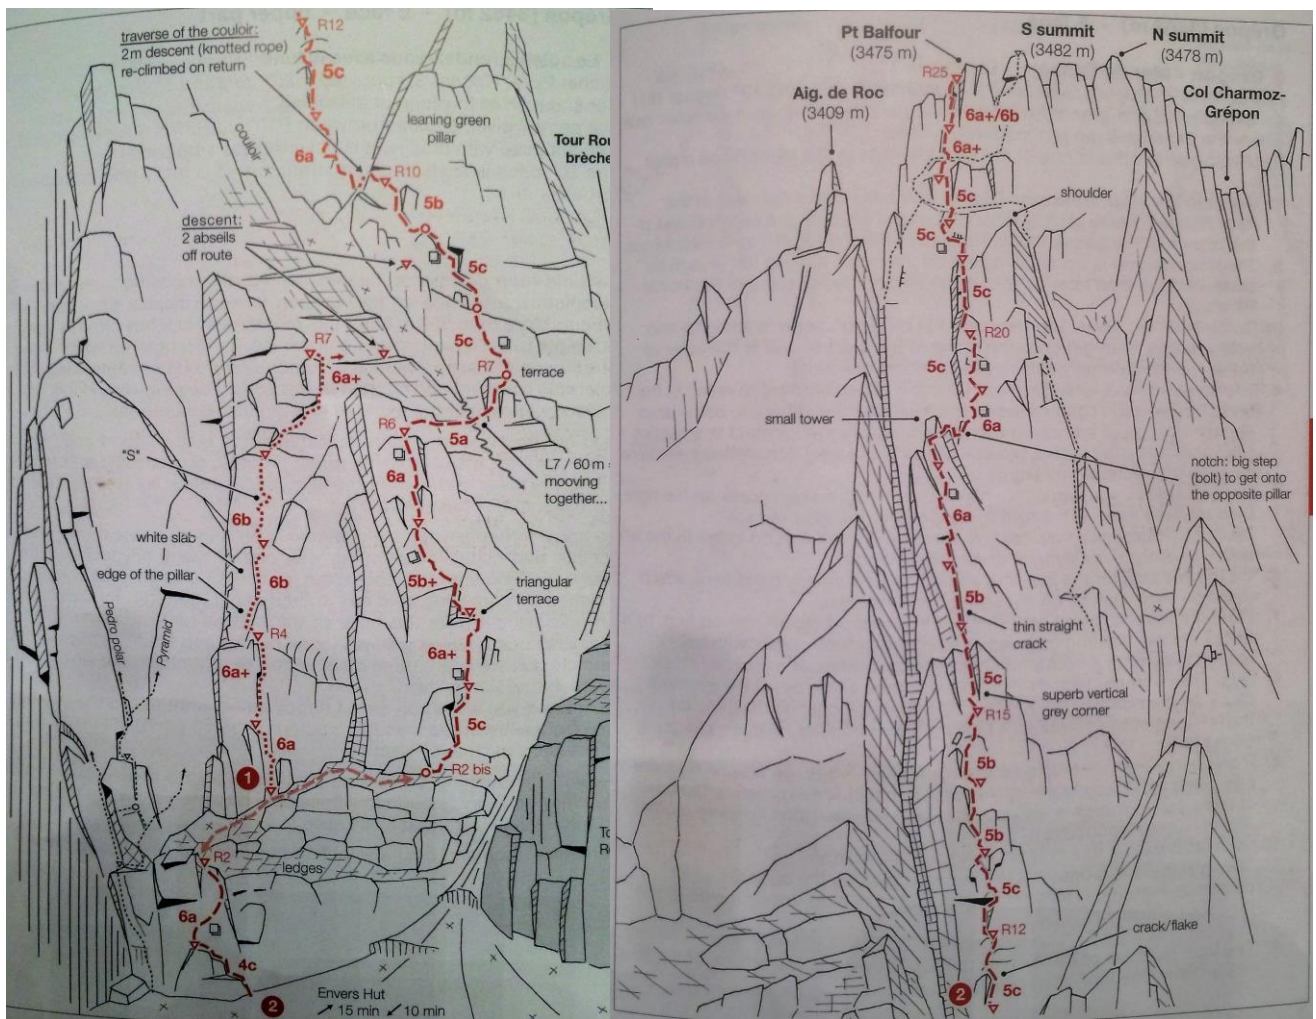 traverse of the couloir:
2m descent (knotted rope)
re-climbed on return
R12
5c
couloir
leaning green
pillar
6a
R10
5b
descent:
2 abseils
off route
5c
5c
R7
terrace
R7
6a+
R6
5a
"S"
6a
L7 / 60 m
mooving
together...
6b
white slab
edge of the pillar
6b
5b+
triangular
terrace
Pedro polar
Pyramid
R4
6a+
6a+
5c
6a
1
R2 bis
R2
ledges
6a
4c
2
Envers Hut
15 min 10 min
Pt Balfour
(3475 m)
S summit
(3482 m)
N summit
(3478 m)
R25
Aig. de Roc
(3409 m)
Col Charmoz-
Grépon
6a+/6b
6a+
5c
shoulder
5c
5c
R20
5c
small tower
6a
notch: big step
(bolt) to get onto
the opposite pillar
6a
5b
thin straight
crack
5c
superb vertical
grey corner
R15
5b
5b
5c
R12
crack/flake
2
5c